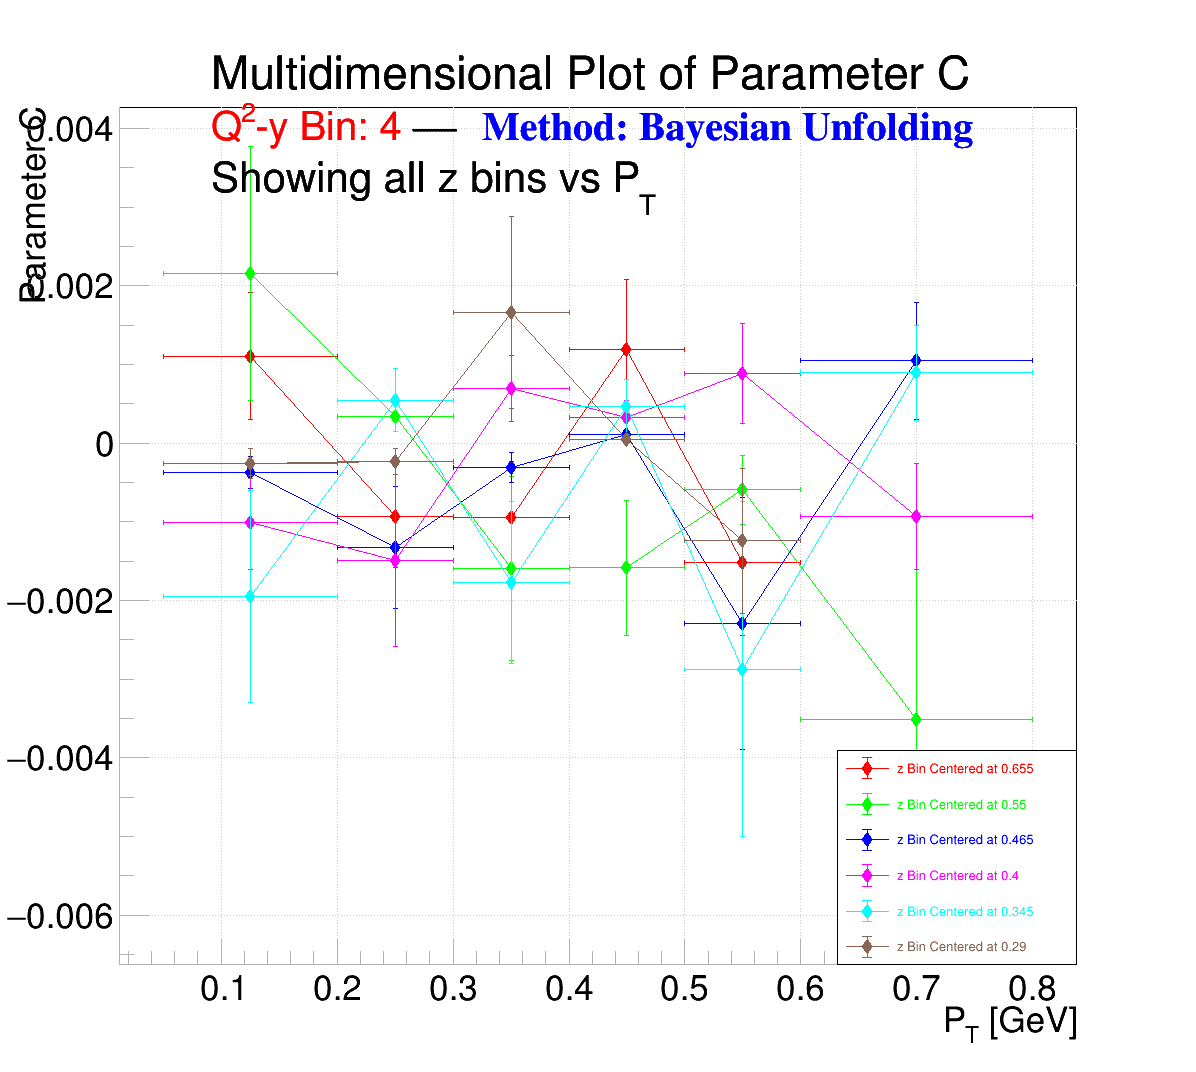 Multidimensional Plot of Parameter C
Q2-y Bin: 4 — Method: Bayesian Unfolding
Showing all z bins vs PT
Parameter C
0.004
0.002
0
−0.002
−0.004
−0.006
z Bin Centered at 0.655
z Bin Centered at 0.55
z Bin Centered at 0.465
z Bin Centered at 0.4
z Bin Centered at 0.345
z Bin Centered at 0.29
0.1 0.2 0.3 0.4 0.5 0.6 0.7 0.8
PT [GeV]